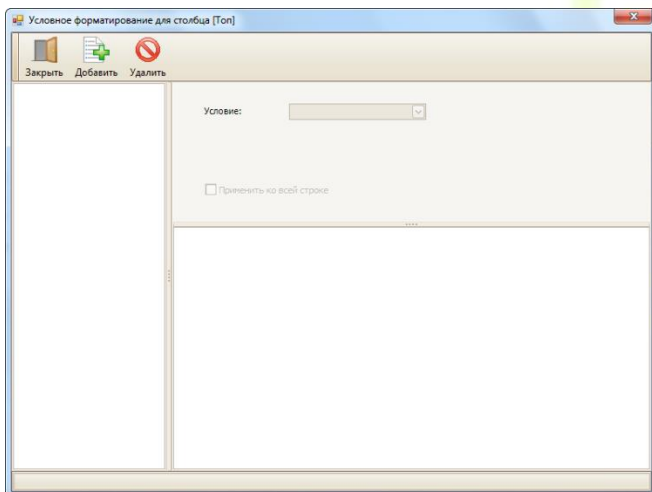 Условное форматирование для столбца [Топ]
Закрыть Добавить Удалить
Условие:
Применить ко всей строке